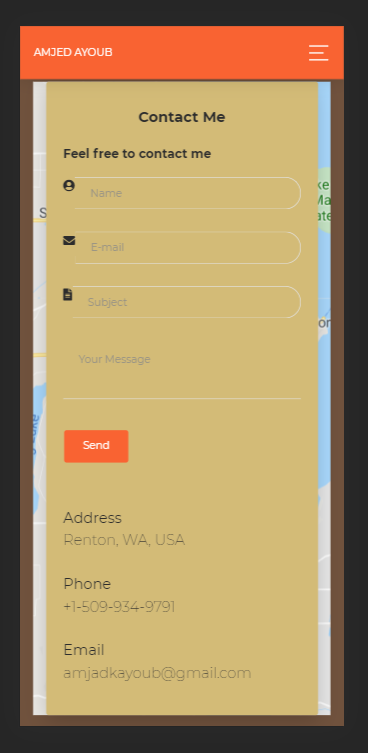 AMJED AYOUB
Contact Me
Feel free to contact me
Name
E-mail
Subject
Your Message
Send
Address
Renton, WA, USA
Phone
+1-509-934-9791
Email
amjadkayoub@gmail.com